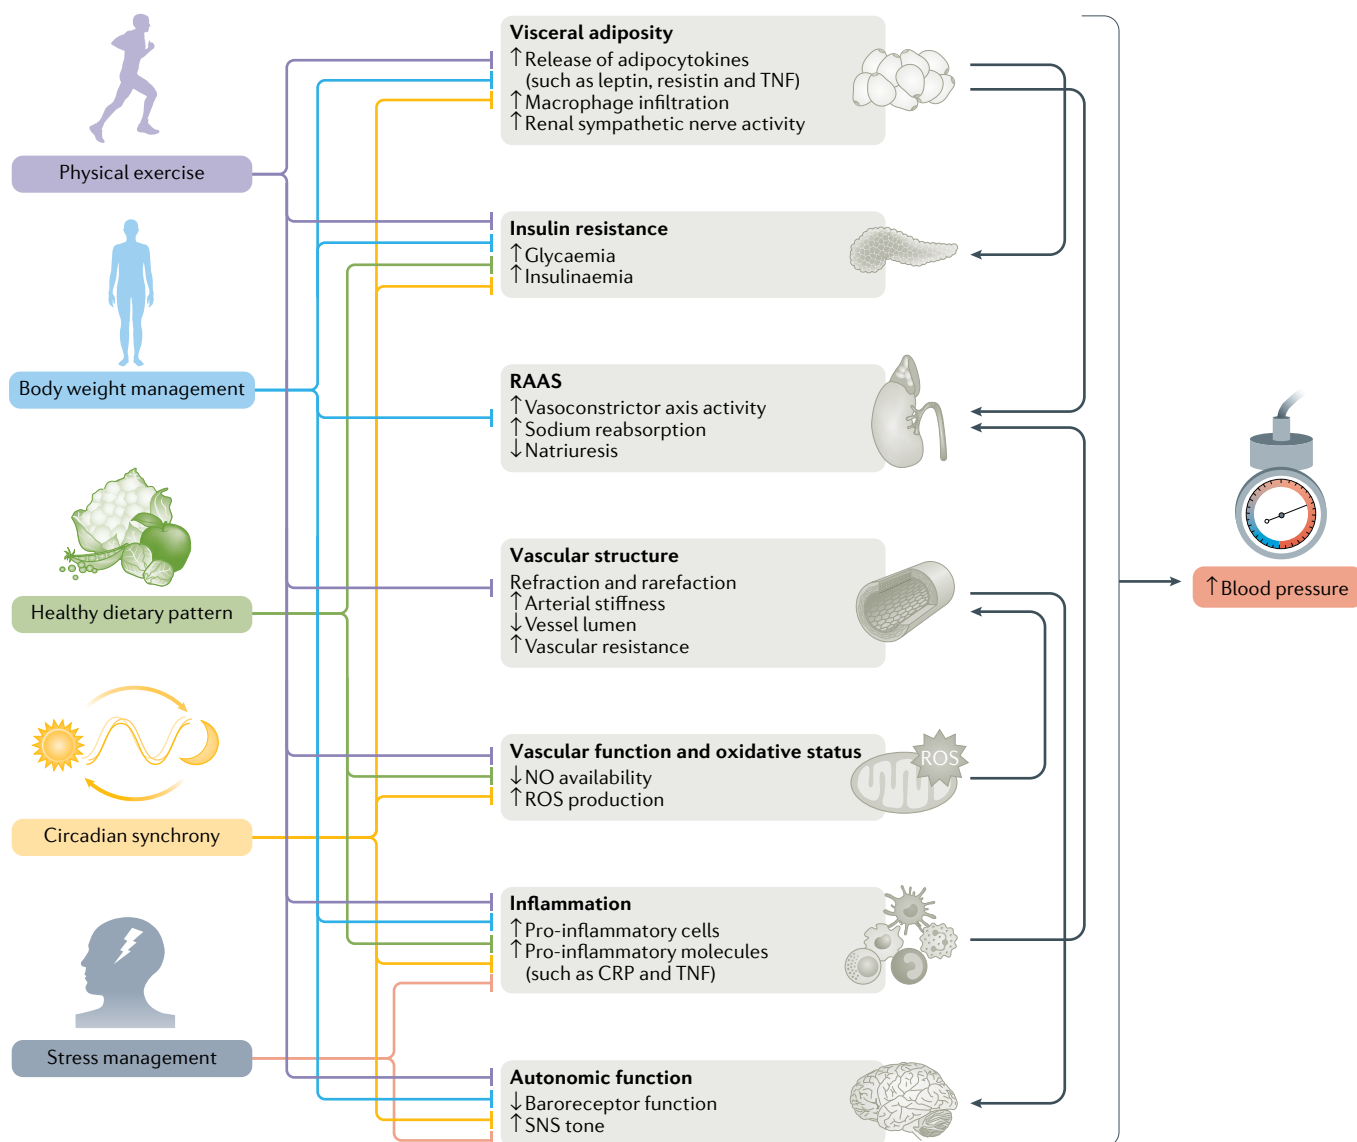 Physical exercise
Body weight management
Healthy dietary pattern
Circadian synchrony
Stress management
Visceral adiposity
↑Release of adipocytokines
(such as leptin, resistin and TNF)
↑Macrophage infiltration
↑Renal sympathetic nerve activity
Insulin resistance
↑Glycaemia
↑Insulinaemia
RAAS
↑Vasoconstrictor axis activity
↑Sodium reabsorption
↓Natriuresis
Vascular structure
Refraction and rarefaction
↑Arterial stiffness
↓Vessel lumen
↑Vascular resistance
Vascular function and oxidative status
↓NO availability
↑ROS production
ROS
Inflammation
↑Pro-inflammatory cells
↑Pro-inflammatory molecules
(such as CRP and TNF)
Autonomic function
↓Baroreceptor function
↑SNS tone
↑Blood pressure